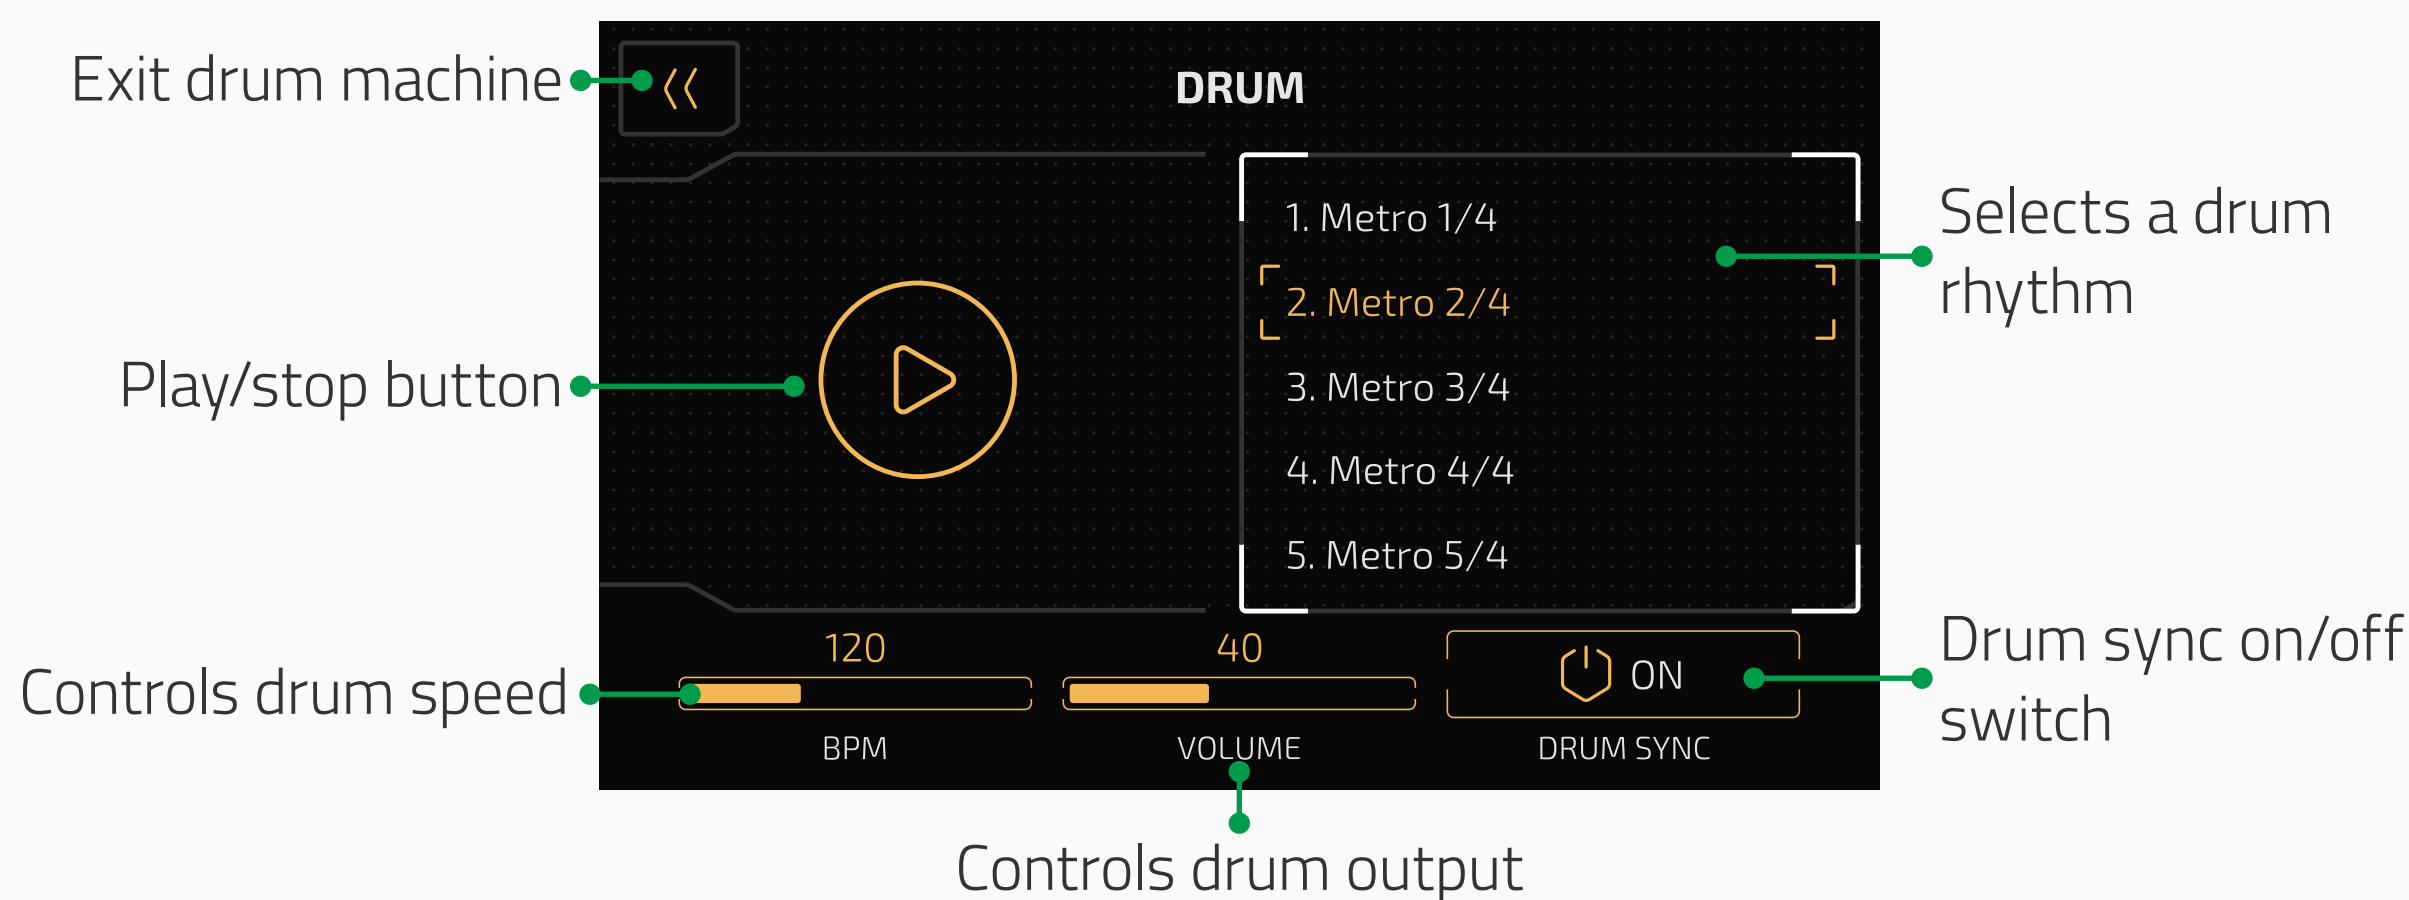 Exit drum machine
DRUM
1. Metro 1/4
2. Metro 2/4
3. Metro 3/4
4. Metro 4/4
5. Metro 5/4
Selects a drum
rhythm
Play/stop button
Controls drum speed
120
BPM
40
VOLUME
ON
DRUM SYNC
Drum sync on/off
switch
Controls drum output